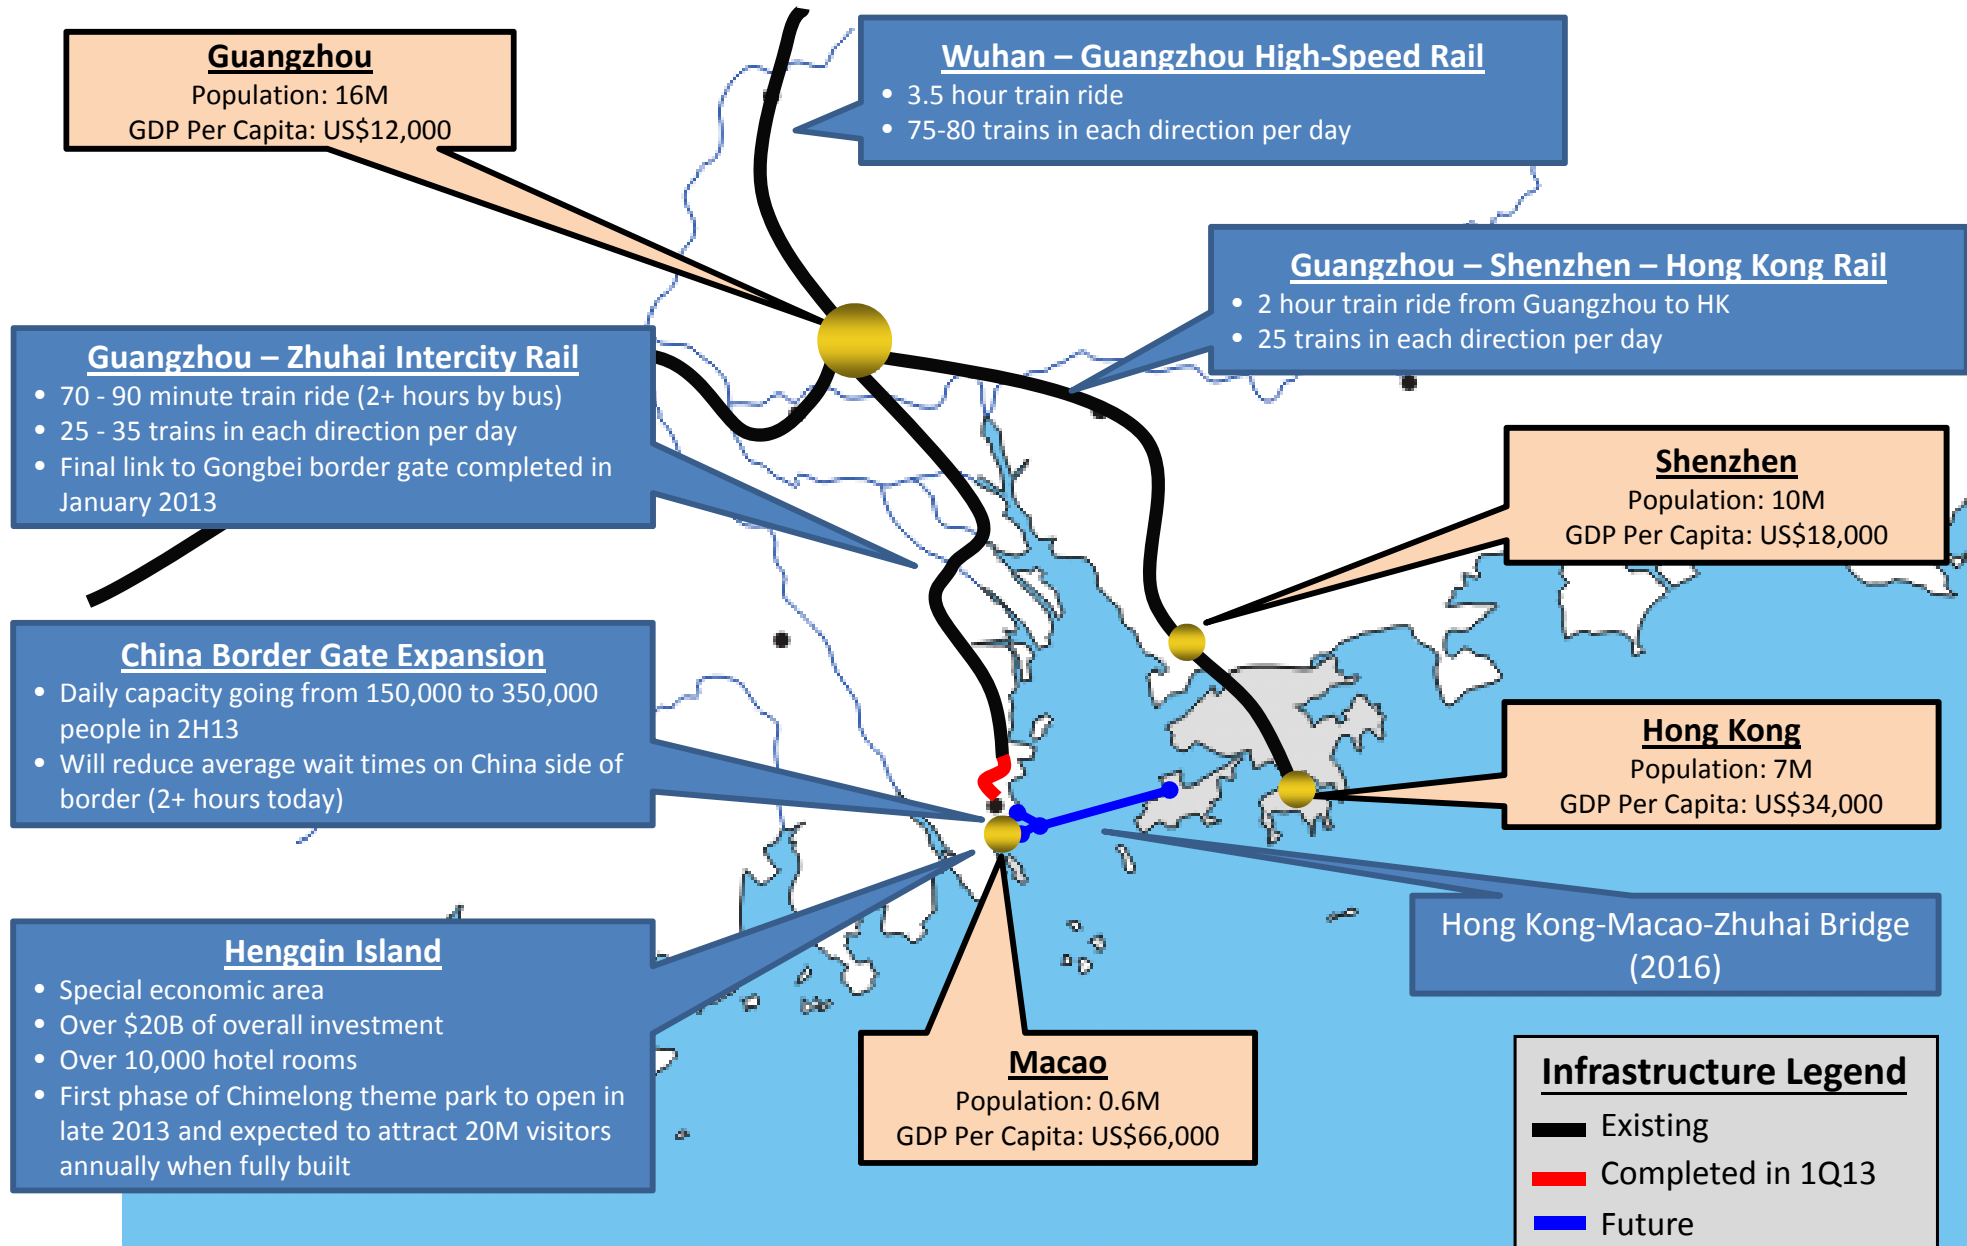 Guangzhou
Population: 16M
GDP Per Capita: US$12,000
Wuhan – Guangzhou High-Speed Rail
• 3.5 hour train ride
• 75-80 trains in each direction per day
Guangzhou – Shenzhen – Hong Kong Rail
• 2 hour train ride from Guangzhou to HK
• 25 trains in each direction per day
Guangzhou – Zhuhai Intercity Rail
• 70 - 90 minute train ride (2+ hours by bus)
• 25 - 35 trains in each direction per day
• Final link to Gongbei border gate completed in
January 2013
Shenzhen
Population: 10M
GDP Per Capita: US$18,000
China Border Gate Expansion
• Daily capacity going from 150,000 to 350,000
people in 2H13
• Will reduce average wait times on China side of
border (2+ hours today)
Hong Kong
Population: 7M
GDP Per Capita: US$34,000
Hong Kong-Macao-Zhuhai Bridge
(2016)
Hengqin Island
• Special economic area
• Over $20B of overall investment
• Over 10,000 hotel rooms
• First phase of Chimelong theme park to open in
late 2013 and expected to attract 20M visitors
annually when fully built
Macao
Population: 0.6M
GDP Per Capita: US$66,000
Infrastructure Legend
Existing
Completed in 1Q13
Future